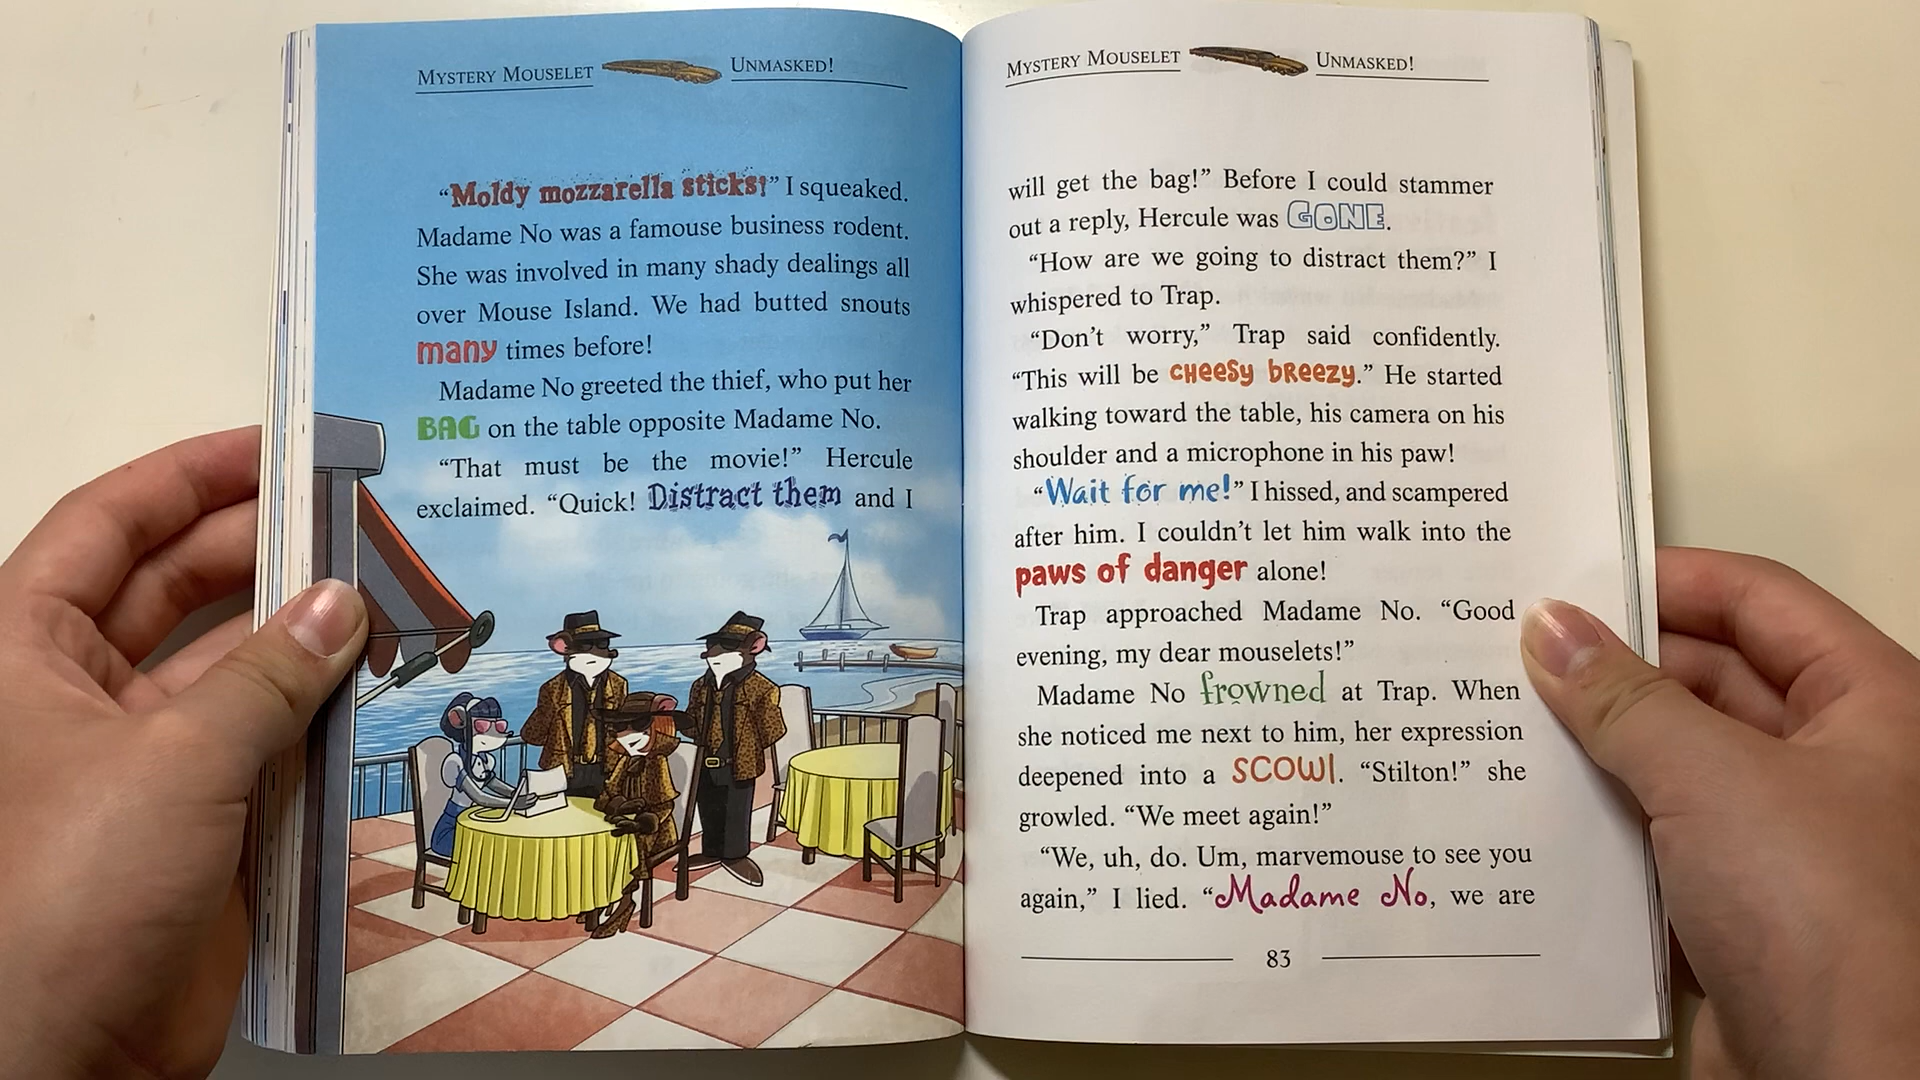 MYSTERY MOUSELET UNMASKED!
“Moldy mozzarella sticks!” I squeaked.
Madame No was a famouse business rodent.
She was involved in many shady dealings all
over Mouse Island. We had butted snouts
many times before!
Madame No greeted the thief, who put her
BAG on the table opposite Madame No.
“That must be the movie!” Hercule
exclaimed. “Quick! Distract them and I
MYSTERY MOUSELET UNMASKED!
will get the bag!” Before I could stammer
out a reply, Hercule was GONE.
“How are we going to distract them?” I
whispered to Trap.
“Don’t worry,” Trap said confidently.
“This will be cheesy breezy.” He started
walking toward the table, his camera on his
shoulder and a microphone in his paw!
“Wait for me!” I hissed, and scampered
after him. I couldn’t let him walk into the
paws of danger alone!
Trap approached Madame No. “Good
evening, my dear mouselets!”
Madame No frowned at Trap. When
she noticed me next to him, her expression
deepened into a SCOWl. “Stilton!” she
growled. “We meet again!”
“We, uh, do. Um, marvemouse to see you
again,” I lied. “Madame No, we are
83